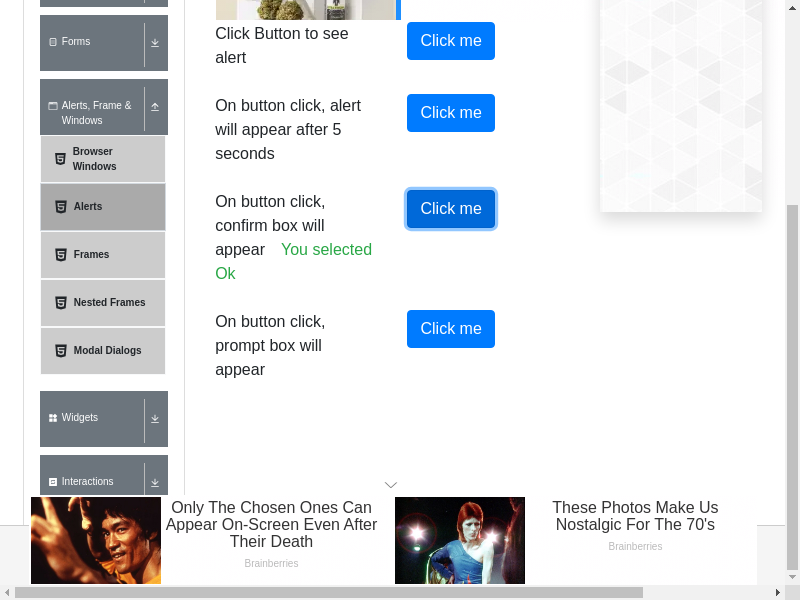 Forms
Alerts, Frame &
Windows
Browser
Windows
Alerts
Frames
Nested Frames
Modal Dialogs
Widgets
Interactions
Click Button to see
alert
Click me
On button click, alert
will appear after 5
seconds
Click me
On button click,
confirm box will
appear You selected
Ok
Click me
On button click,
prompt box will
appear
Click me
Only The Chosen Ones Can
Appear On-Screen Even After
Their Death
Brainberries
These Photos Make Us
Nostalgic For The 70's
Brainberries